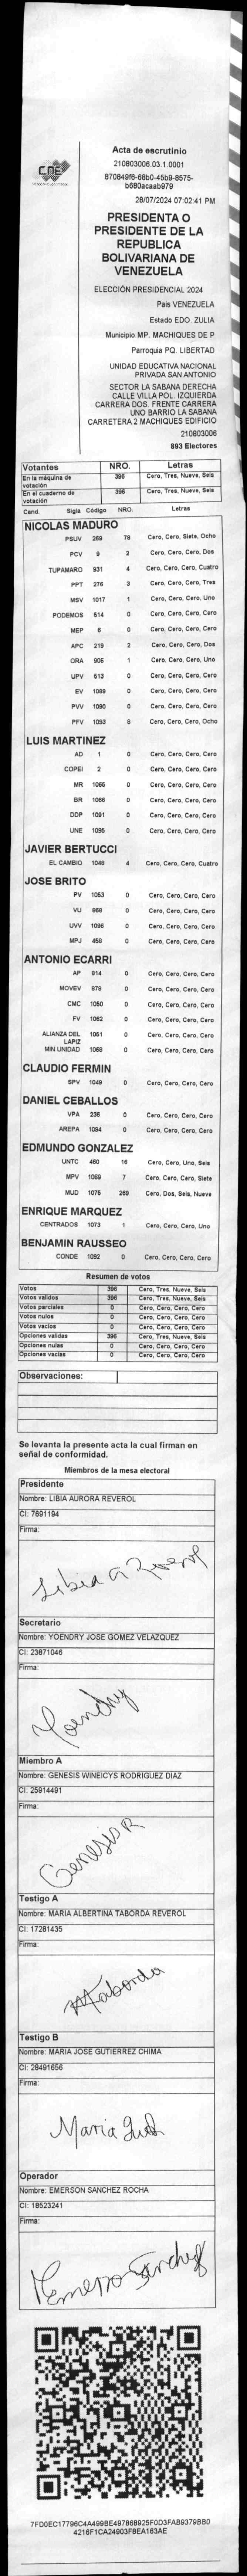 CNE
Acta de escrutinio
210803006.03.1.0001
870849f6-68b0-45b9-8575-
b680acaab979
28/07/2024 07:02:41 PM
PRESIDENTA O
PRESIDENTE DE LA
REPUBLICA
BOLIVARIANA DE
VENEZUELA
ELECCIÓN PRESIDENCIAL 2024
Pais VENEZUELA
Estado EDO. ZULIA
Municipio MP. MACHIQUES DE P
Parroquia PQ. LIBERTAD
UNIDAD EDUCATIVA NACIONAL
PRIVADA SAN ANTONIO
SECTOR LA SABANA DERECHA
CALLE VILLA POL. IZQUIERDA
CARRERA DOS. FRENTE CARRERA
UNO BARRIO LA SABANA
CARRETERA 2 MACHIQUES EDIFICIO
210803006
893 Electores
Votantes NRO. Letras
En la máquina de votación 396 Cero, Tres, Nueve, Seis
En el cuaderno de votación 396 Cero, Tres, Nueve, Seis
Cand. Sigla Código NRO. Letras
NICOLAS MADURO
PSUV 269 78 Cero, Cero, Siete, Ocho
PCV 9 2 Cero, Cero, Cero, Dos
TUPAMARO 931 4 Cero, Cero, Cero, Cuatro
PPT 276 3 Cero, Cero, Cero, Tres
MSV 1017 1 Cero, Cero, Cero, Uno
PODEMOS 514 0 Cero, Cero, Cero, Cero
MEP 6 0 Cero, Cero, Cero, Cero
APC 219 2 Cero, Cero, Cero, Dos
ORA 906 1 Cero, Cero, Cero, Uno
UPV 513 0 Cero, Cero, Cero, Cero
EV 1089 0 Cero, Cero, Cero, Cero
PVV 1090 0 Cero, Cero, Cero, Cero
PFV 1093 8 Cero, Cero, Cero, Ocho
LUIS MARTINEZ
AD 1 0 Cero, Cero, Cero, Cero
COPEI 2 0 Cero, Cero, Cero, Cero
MR 1065 0 Cero, Cero, Cero, Cero
BR 1066 0 Cero, Cero, Cero, Cero
DDP 1091 0 Cero, Cero, Cero, Cero
UNE 1095 0 Cero, Cero, Cero, Cero
JAVIER BERTUCCI
EL CAMBIO 1048 4 Cero, Cero, Cero, Cuatro
JOSE BRITO
PV 1053 0 Cero, Cero, Cero, Cero
VU 868 0 Cero, Cero, Cero, Cero
UVV 1096 0 Cero, Cero, Cero, Cero
MPJ 458 0 Cero, Cero, Cero, Cero
ANTONIO ECARRI
AP 814 0 Cero, Cero, Cero, Cero
MOVEV 978 0 Cero, Cero, Cero, Cero
CMC 1050 0 Cero, Cero, Cero, Cero
FV 1062 0 Cero, Cero, Cero, Cero
ALIANZA DEL LAPIZ 1051 0 Cero, Cero, Cero, Cero
MIN UNIDAD 1068 0 Cero, Cero, Cero, Cero
CLAUDIO FERMIN
SPV 1049 0 Cero, Cero, Cero, Cero
DANIEL CEBALLOS
VPA 236 0 Cero, Cero, Cero, Cero
AREPA 1094 0 Cero, Cero, Cero, Cero
EDMUNDO GONZALEZ
UNTC 460 16 Cero, Cero, Uno, Seis
MPV 1069 7 Cero, Cero, Cero, Siete
MUD 1075 269 Cero, Dos, Seis, Nueve
ENRIQUE MARQUEZ
CENTRADOS 1073 1 Cero, Cero, Cero, Uno
BENJAMIN RAUSSEO
CONDE 1092 0 Cero, Cero, Cero, Cero
Resumen de votos
Votos 396 Cero, Tres, Nueve, Seis
Votos validos 396 Cero, Tres, Nueve, Seis
Votos parciales 0 Cero, Cero, Cero, Cero
Votos nulos 0 Cero, Cero, Cero, Cero
Votos vacios 0 Cero, Cero, Cero, Cero
Opciones validas 396 Cero, Tres, Nueve, Seis
Opciones nulas 0 Cero, Cero, Cero, Cero
Opciones vacias 0 Cero, Cero, Cero, Cero
Observaciones:
Se levanta la presente acta la cual firman en
señal de conformidad.
Miembros de la mesa electoral
Presidente
Nombre: LIBIA AURORA REVEROL
CI: 7691194
Firma:
Libia a Reverol
Secretario
Nombre: YOENDRY JOSE GOMEZ VELAZQUEZ
CI: 23871046
Firma:
Yoendry
Miembro A
Nombre: GENESIS WINEICYS RODRIGUEZ DIAZ
CI: 25914491
Firma:
Genesis R
Testigo A
Nombre: MARIA ALBERTINA TABORDA REVEROL
CI: 17281435
Firma:
MTaborda
Testigo B
Nombre: MARIA JOSE GUTIERREZ CHIMA
CI: 28491656
Firma:
Maria Gut
Operador
Nombre: EMERSON SANCHEZ ROCHA
CI: 18523241
Firma:
Emerson Sanchez
7FD0EC17796C4A499BE497868925F0D3FAB9379BB0
4216F1CA24903F8EA163AE